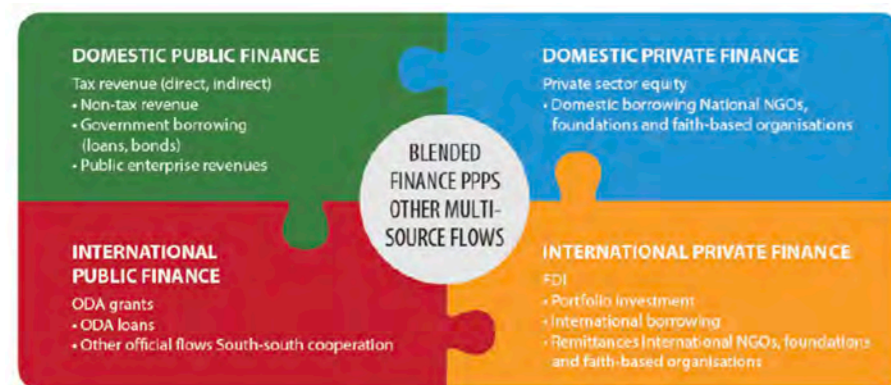 DOMESTIC PUBLIC FINANCE
Tax revenue (direct, indirect)
• Non-tax revenue
• Government borrowing
(loans, bonds)
• Public enterprise revenues
DOMESTIC PRIVATE FINANCE
Private sector equity
• Domestic borrowing National NGOs,
foundations and faith-based organisations
BLENDED
FINANCE PPPS
OTHER MULTI-
SOURCE FLOWS
INTERNATIONAL
PUBLIC FINANCE
ODA grants
• ODA loans
• Other official flows South-south cooperation
INTERNATIONAL PRIVATE FINANCE
FDI
• Portfolio investment
• International borrowing
• Remittances International NGOs, foundations
and faith-based organisations